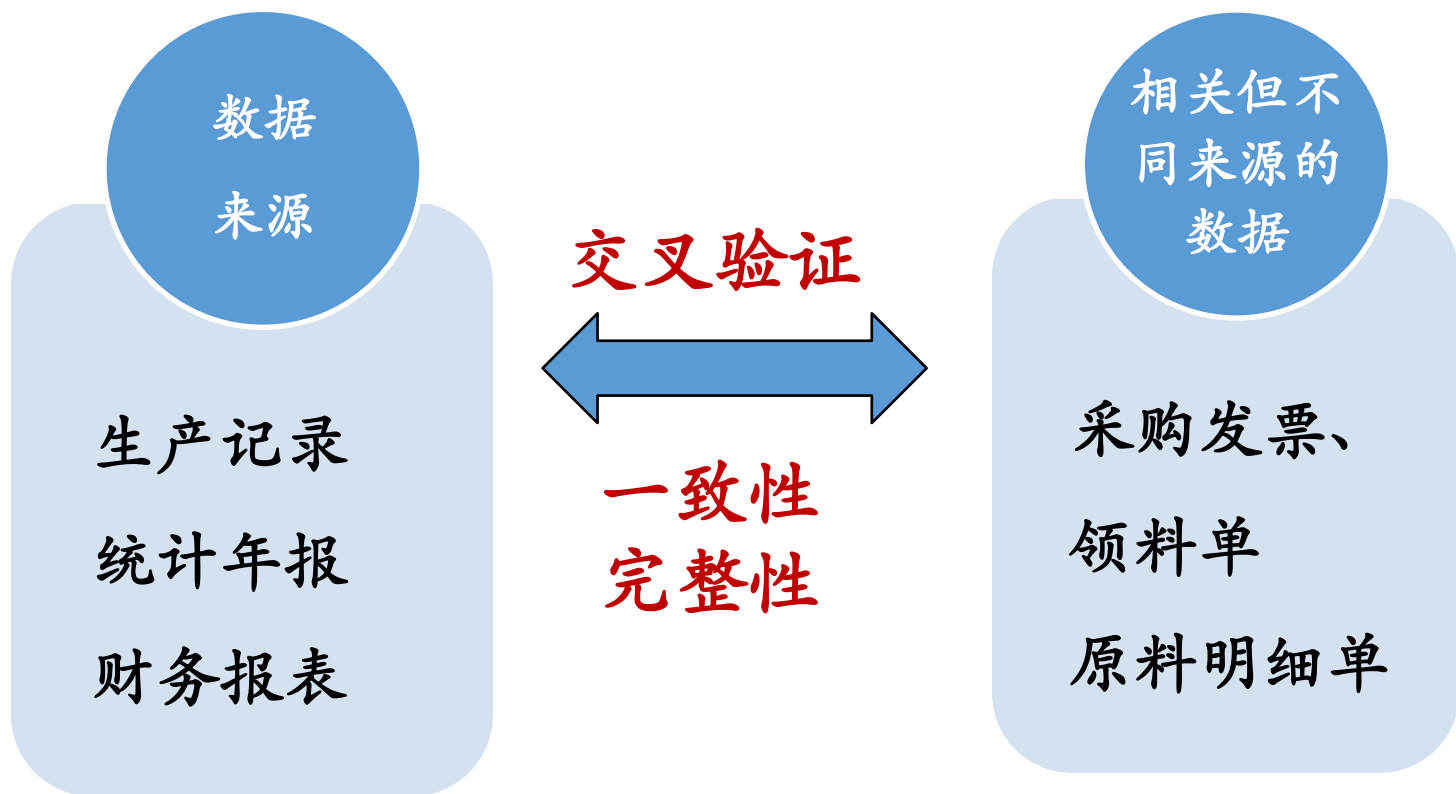 数据
来源
生产记录
统计年报
财务报表
交叉验证
一致性
完整性
相关但不
同来源的
数据
采购发票、
领料单
原料明细单